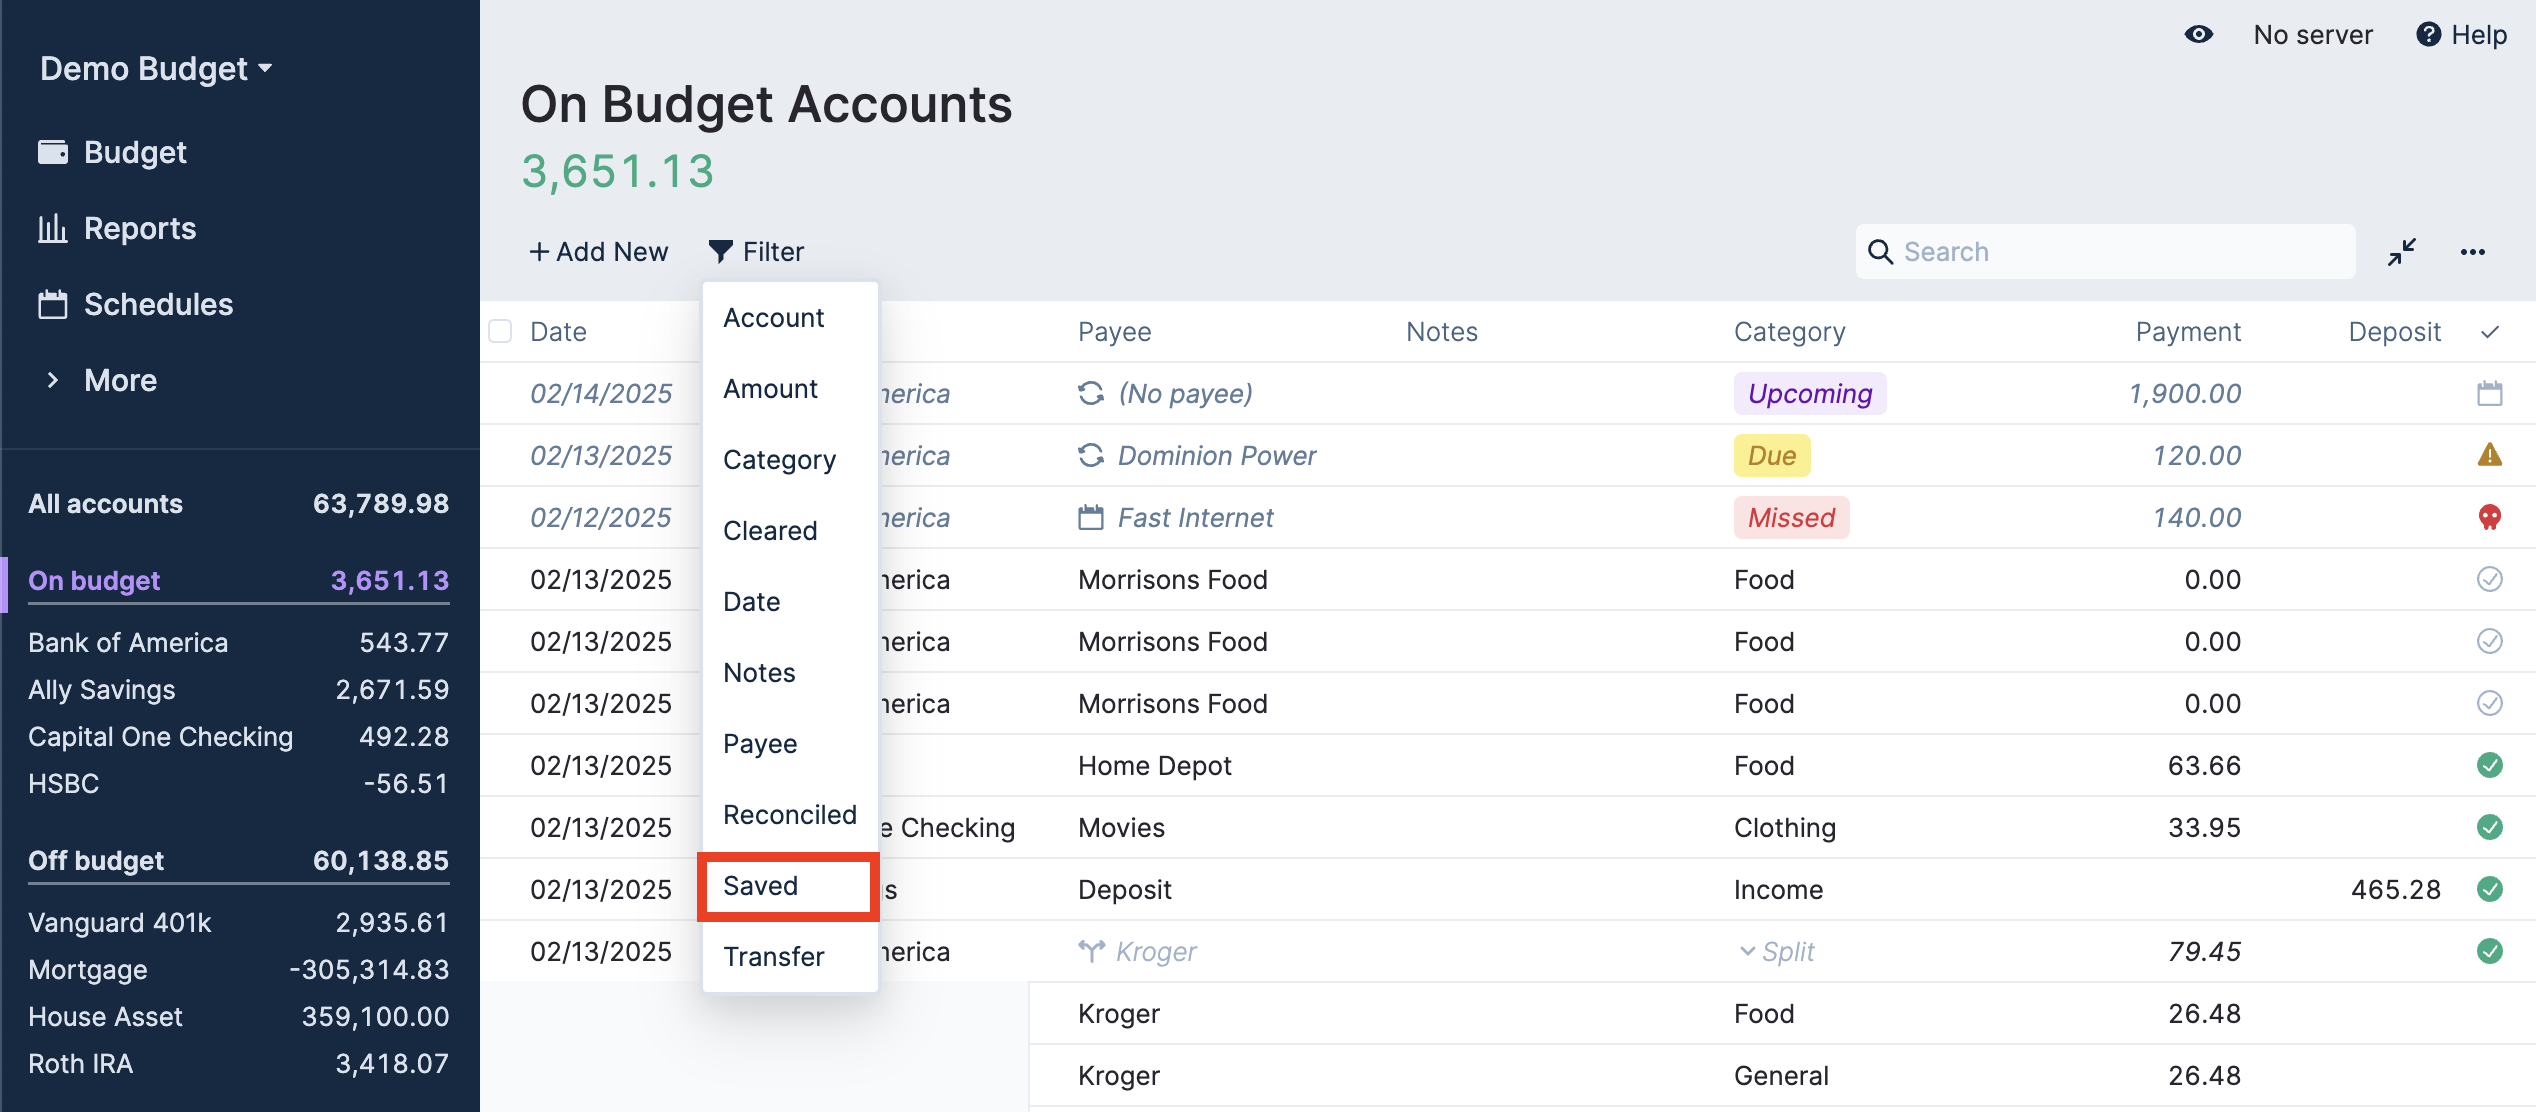 Demo Budget
Budget
Reports
Schedules
More
All accounts 63,789.98
On budget 3,651.13
Bank of America 543.77
Ally Savings 2,671.59
Capital One Checking 492.28
HSBC -56.51
Off budget 60,138.85
Vanguard 401k 2,935.61
Mortgage -305,314.83
House Asset 359,100.00
Roth IRA 3,418.07
No server Help
On Budget Accounts
3,651.13
Add New Filter Search
Account
Amount
Category
Cleared
Date
Notes
Payee
Reconciled
Saved
Transfer
Date Payee Notes Category Payment Deposit
02/14/2025 (No payee) Upcoming 1,900.00
02/13/2025 Dominion Power Due 120.00
02/12/2025 Fast Internet Missed 140.00
02/13/2025 Morrisons Food Food 0.00
02/13/2025 Morrisons Food Food 0.00
02/13/2025 Morrisons Food Food 0.00
02/13/2025 Home Depot Food 63.66
02/13/2025 Checking Movies Clothing 33.95
02/13/2025 Deposit Income 465.28
02/13/2025 Kroger Split 79.45
Kroger Food 26.48
Kroger General 26.48